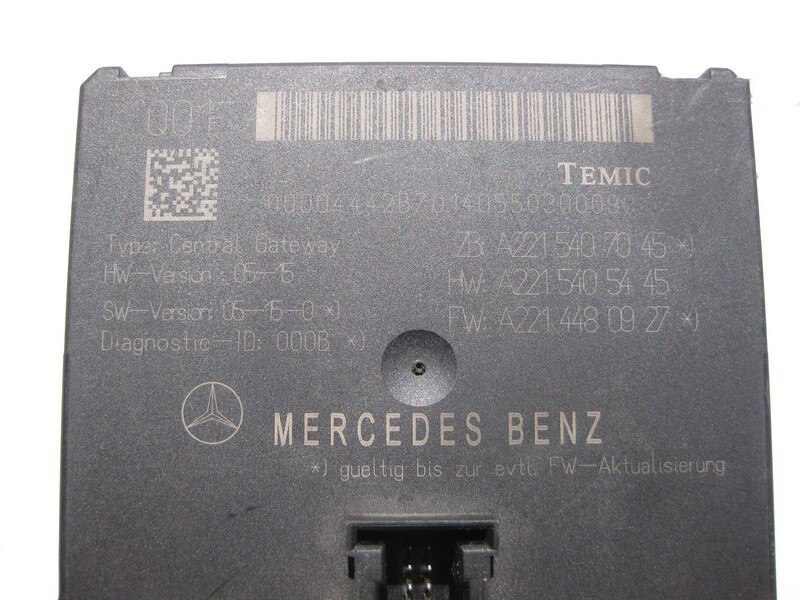 Q01
TEMIC
00004442B70140550300090
Type: Central Gateway
ZB: A221 540 70 45 *)
HW-Version: 05-15
HW: A221 540 54 45
SW-Version: 05-15-0 *)
FW: A221 448 09 27 *)
Diagnostic-ID: 000B *)
MERCEDES BENZ
*) gueltig bis zur evtl. FW-Aktualisierung